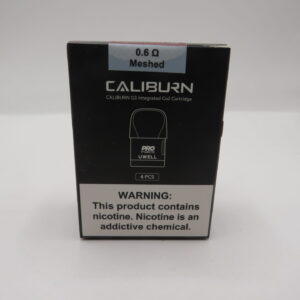 0.6 Ω
Meshed
CALIBURN
CALIBURN G3 Integrated Coil Cartridge
PRO
UWELL
4 PCS
WARNING:
This product contains
nicotine. Nicotine is an
addictive chemical.